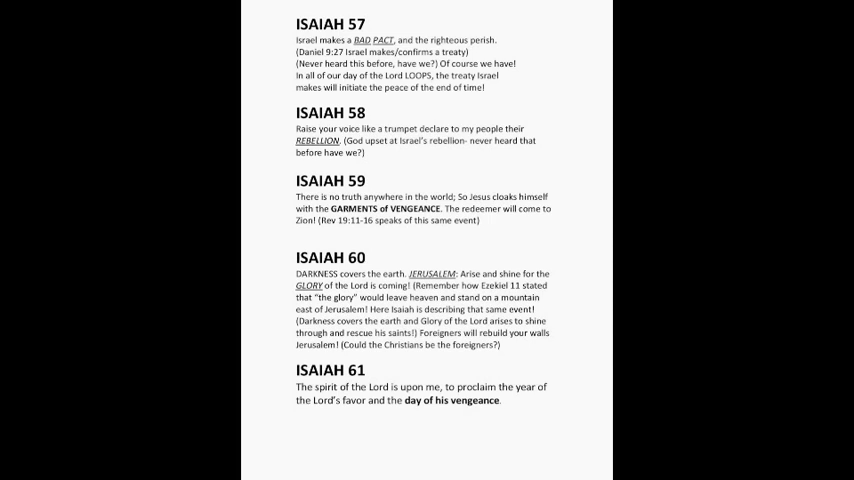 ISAIAH 57
Israel makes a BAD PACT, and the righteous perish.
(Daniel 9:27 Israel makes/confirms a treaty)
(Never heard this before, have we?) Of course we have!
In all of our day of the Lord LOOPS, the treaty Israel
makes will initiate the peace of the end of time!
ISAIAH 58
Raise your voice like a trumpet declare to my people their
REBELLION. (God upset at Israel's rebellion- never heard that
before have we?)
ISAIAH 59
There is no truth anywhere in the world; So Jesus cloaks himself
with the GARMENTS of VENGEANCE. The redeemer will come to
Zion! (Rev 19:11-16 speaks of this same event)
ISAIAH 60
DARKNESS covers the earth. JERUSALEM: Arise and shine for the
GLORY of the Lord is coming! (Remember how Ezekiel 11 stated
that "the glory" would leave heaven and stand on a mountain
east of Jerusalem! Here Isaiah is describing that same event!
(Darkness covers the earth and Glory of the Lord arises to shine
through and rescue his saints!) Foreigners will rebuild your walls
Jerusalem! (Could the Christians be the foreigners?)
ISAIAH 61
The spirit of the Lord is upon me, to proclaim the year of
the Lord's favor and the day of his vengeance.